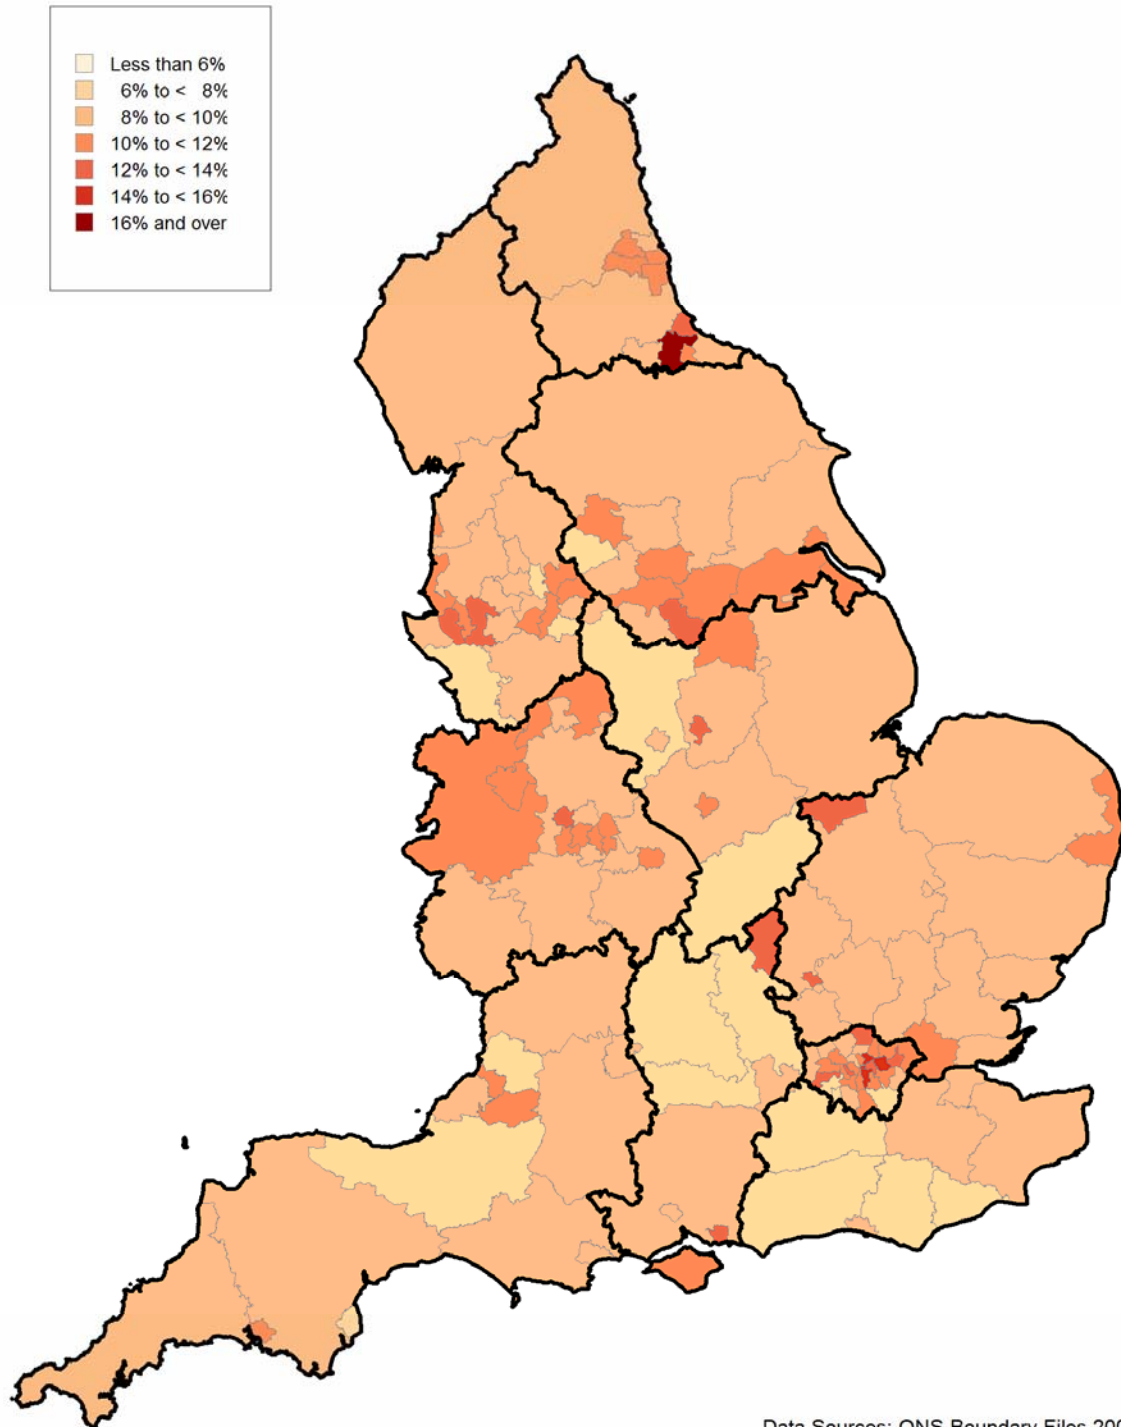 Less than 6%
6% to < 8%
8% to < 10%
10% to < 12%
12% to < 14%
14% to < 16%
16% and over
Data Sources: ONS Boundary Files 200